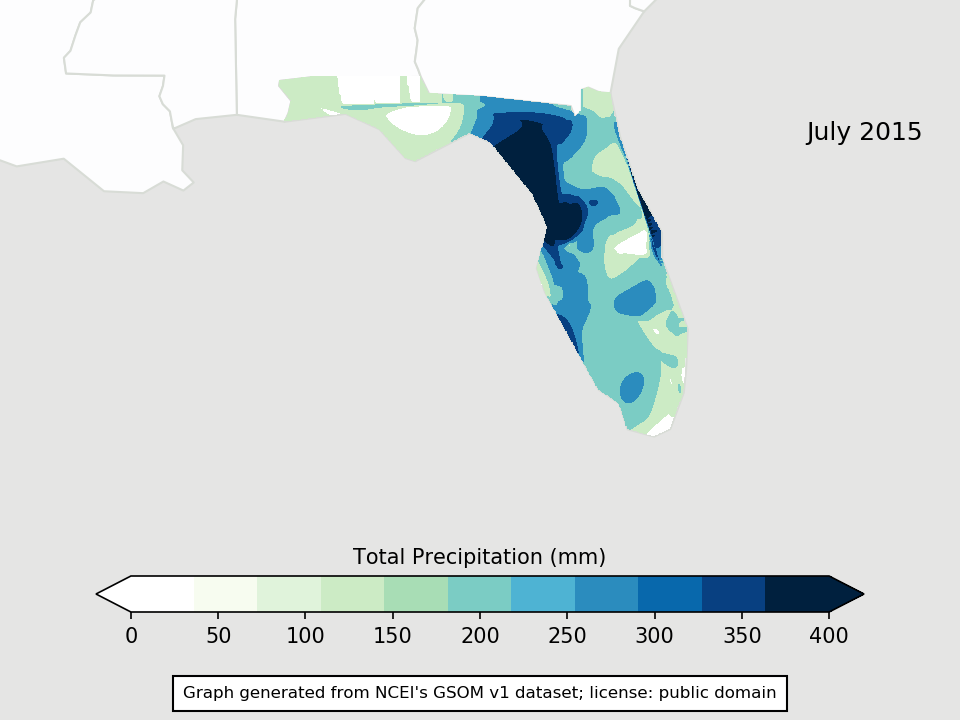 July 2015
Total Precipitation (mm)
0 50 100 150 200 250 300 350 400
Graph generated from NCEI's GSOM v1 dataset; license: public domain